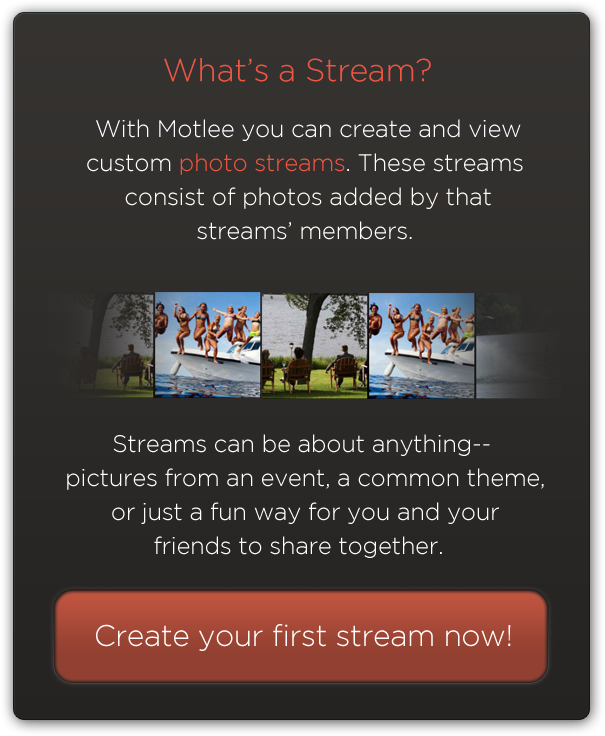 What’s a Stream?
With Motlee you can create and view
custom photo streams. These streams
consist of photos added by that
streams’ members.
Streams can be about anything--
pictures from an event, a common theme,
or just a fun way for you and your
friends to share together.
Create your first stream now!